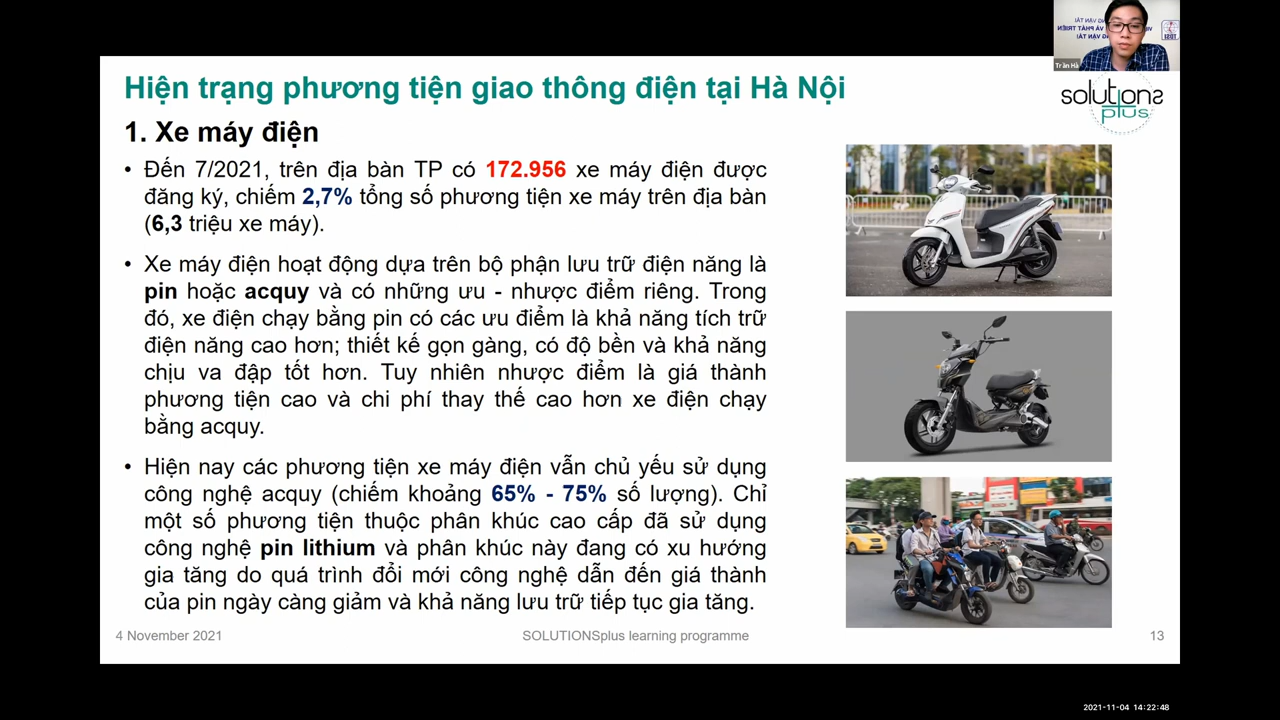 Hiện trạng phương tiện giao thông điện tại Hà Nội
solutions
plus
1. Xe máy điện
• Đến 7/2021, trên địa bàn TP có 172.956 xe máy điện được
đăng ký, chiếm 2,7% tổng số phương tiện xe máy trên địa bàn
(6,3 triệu xe máy).
• Xe máy điện hoạt động dựa trên bộ phận lưu trữ điện năng là
pin hoặc acquy và có những ưu - nhược điểm riêng. Trong
đó, xe điện chạy bằng pin có các ưu điểm là khả năng tích trữ
điện năng cao hơn; thiết kế gọn gàng, có độ bền và khả năng
chịu va đập tốt hơn. Tuy nhiên nhược điểm là giá thành
phương tiện cao và chi phí thay thế cao hơn xe điện chạy
bằng acquy.
• Hiện nay các phương tiện xe máy điện vẫn chủ yếu sử dụng
công nghệ acquy (chiếm khoảng 65% - 75% số lượng). Chỉ
một số phương tiện thuộc phân khúc cao cấp đã sử dụng
công nghệ pin lithium và phân khúc này đang có xu hướng
gia tăng do quá trình đổi mới công nghệ dẫn đến giá thành
của pin ngày càng giảm và khả năng lưu trữ tiếp tục gia tăng.
4 November 2021
SOLUTIONSplus learning programme
13
2021-11-04 14:22:48